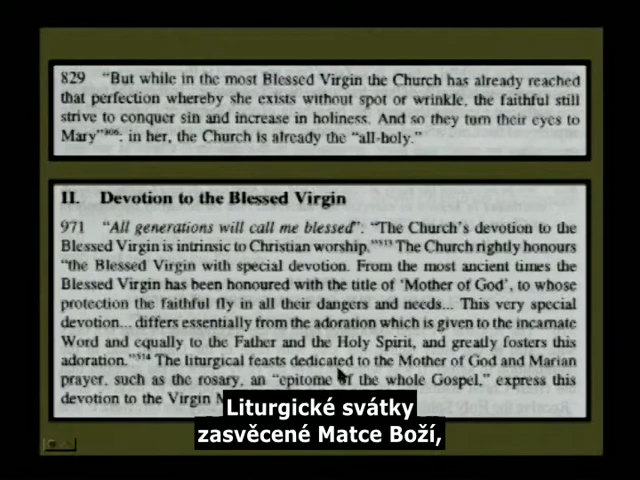 829 "But while in the most Blessed Virgin the Church has already reached
that perfection whereby she exists without spot or wrinkle, the faithful still
strive to conquer sin and increase in holiness. And so they turn their eyes to
Mary"306: in her, the Church is already the "all-holy."
II. Devotion to the Blessed Virgin
971 "All generations will call me blessed": "The Church's devotion to the
Blessed Virgin is intrinsic to Christian worship."513 The Church rightly honours
"the Blessed Virgin with special devotion. From the most ancient times the
Blessed Virgin has been honoured with the title of 'Mother of God', to whose
protection the faithful fly in all their dangers and needs... This very special
devotion... differs essentially from the adoration which is given to the incarnate
Word and equally to the Father and the Holy Spirit, and greatly fosters this
adoration."514 The liturgical feasts dedicated to the Mother of God and Marian
prayer, such as the rosary, an "epitome of the whole Gospel," express this
devotion to the Virgin
Liturgické svátky
zasvěcené Matce Boží,